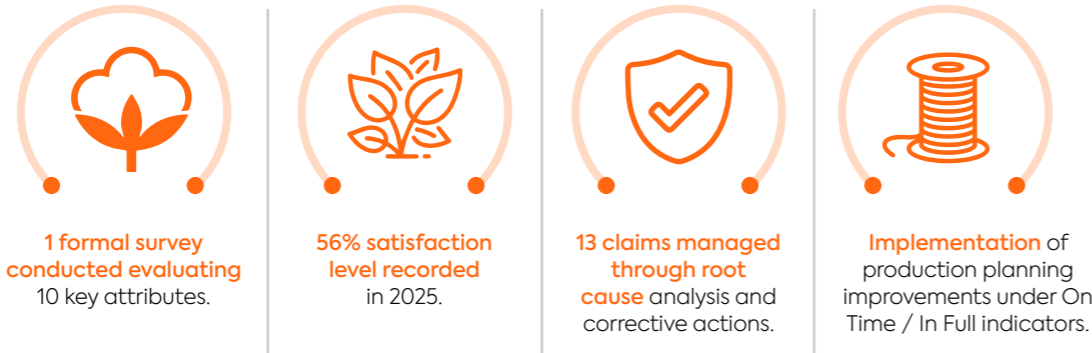 1 formal survey
conducted evaluating
10 key attributes.
56% satisfaction
level recorded
in 2025.
13 claims managed
through root
cause analysis and
corrective actions.
Implementation of
production planning
improvements under On
Time / In Full indicators.